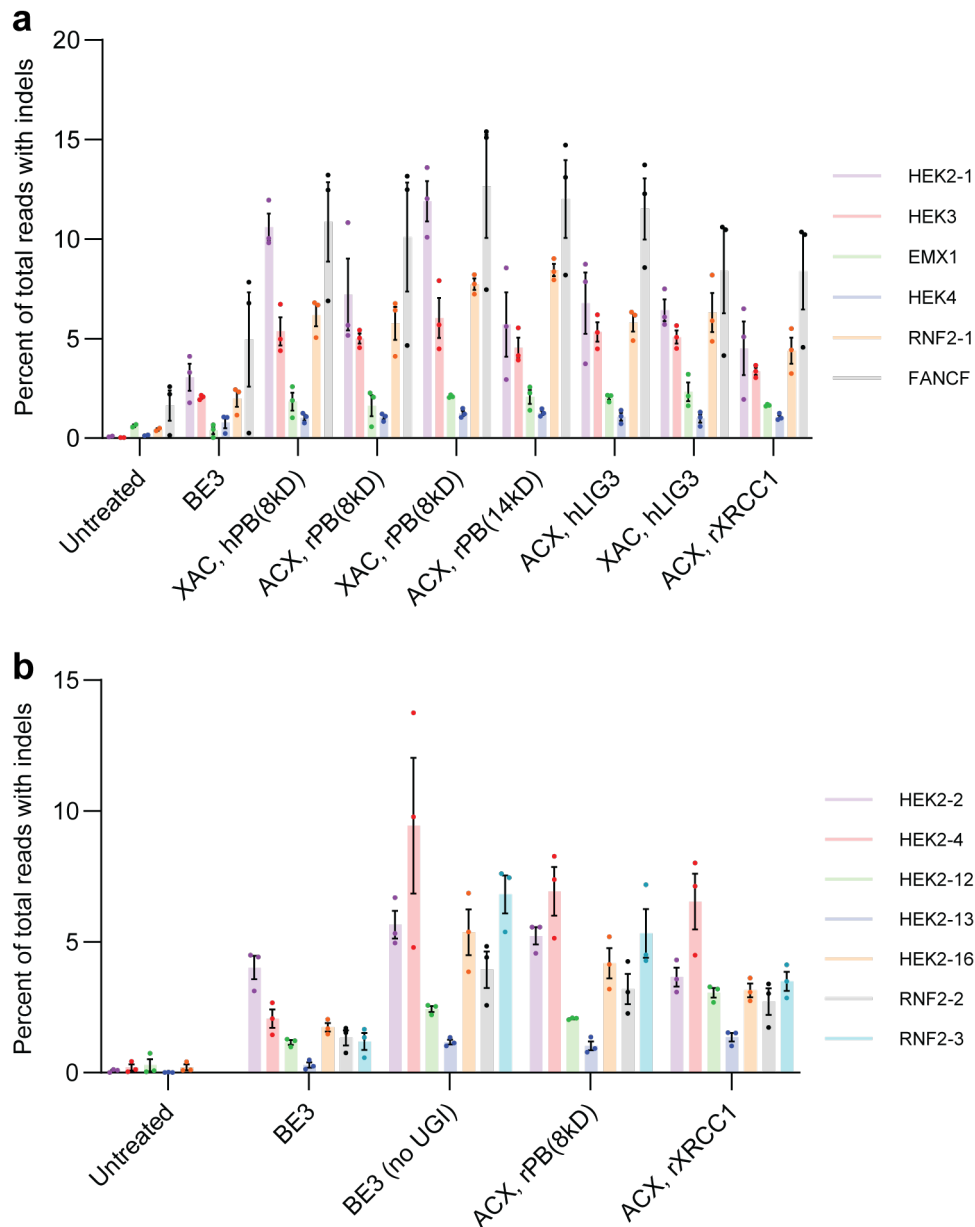 a
Percent of total reads with indels
20
15
10
5
0
Untreated
BE3
XAC, hPB(8kD)
ACX, rPB(8kD)
XAC, rPB(8kD)
ACX, rPB(14kD)
ACX, hLIG3
XAC, hLIG3
ACX, rXRCC1
HEK2-1
HEK3
EMX1
HEK4
RNF2-1
FANCF
b
Percent of total reads with indels
15
10
5
0
Untreated
BE3
BE3 (no UGI)
ACX, rPB(8kD)
ACX, rXRCC1
HEK2-2
HEK2-4
HEK2-12
HEK2-13
HEK2-16
RNF2-2
RNF2-3